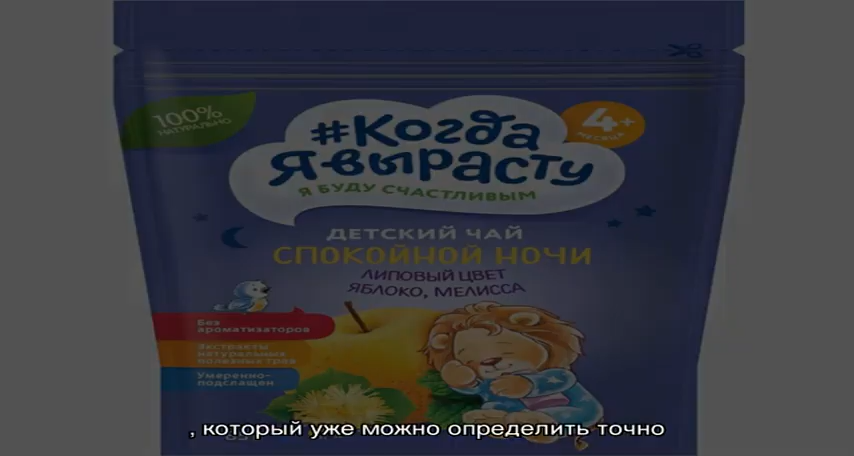 100%
НАТУРАЛЬНО
#Когда
Я вырасту
Я БУДУ СЧАСТЛИВЫМ
4+
МЕСЯЦА
ДЕТСКИЙ ЧАЙ
СПОКОЙНОЙ НОЧИ
ЛИПОВЫЙ ЦВЕТ
ЯБЛОКО, МЕЛИССА
Без
ароматизаторов
Экстракты
натуральных
полезных трав
Умеренно-
подслащен
, который уже можно определить точно